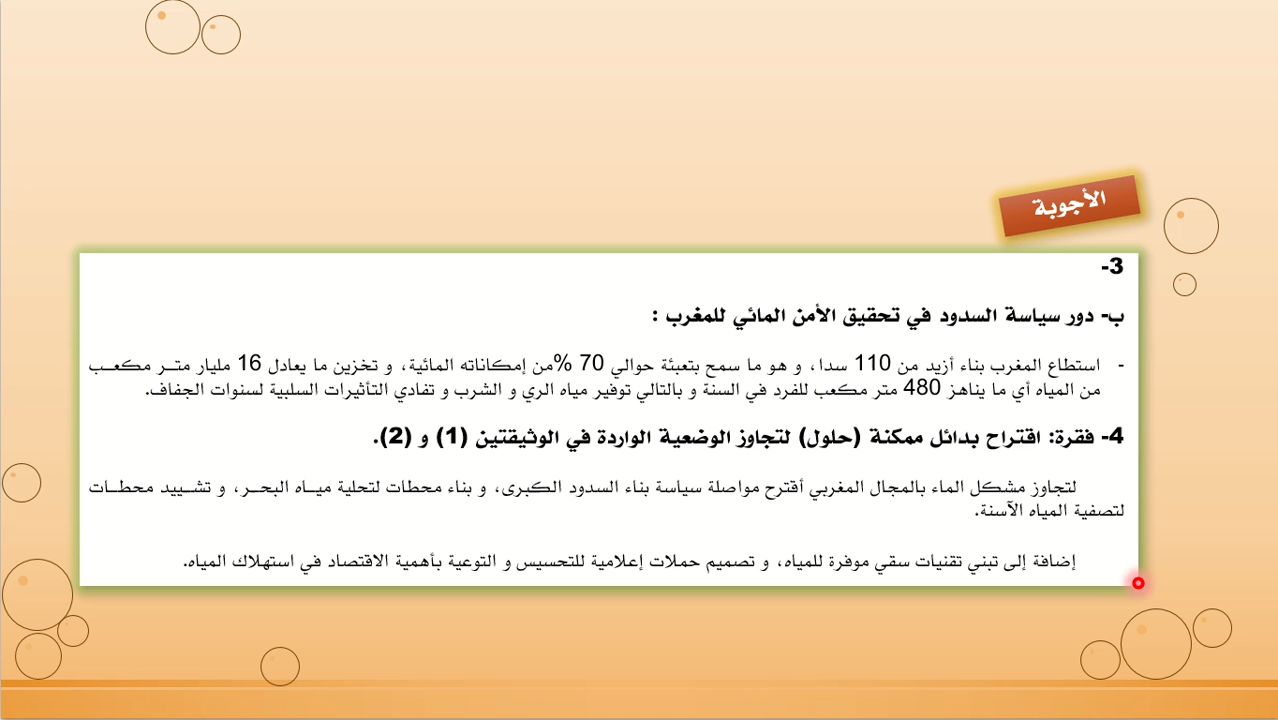 الأجوبة
3-
ب- دور سياسة السدود في تحقيق الأمن المائي للمغرب :
- استطاع المغرب بناء أزيد من 110 سدا، و هو ما سمح بتعبئة حوالي 70 %من إمكاناته المائية، و تخزين ما يعادل 16 مليار متر مكعب
من المياه أي ما يناهز 480 متر مكعب للفرد في السنة و بالتالي توفير مياه الري و الشرب و تفادي التأثيرات السلبية لسنوات الجفاف.
4- فقرة: اقتراح بدائل ممكنة (حلول) لتجاوز الوضعية الواردة في الوثيقتين (1) و (2).
لتجاوز مشكل الماء بالمجال المغربي أقترح مواصلة سياسة بناء السدود الكبرى، و بناء محطات لتحلية مياه البحر، و تشييد محطات
لتصفية المياه الآسنة.
إضافة إلى تبني تقنيات سقي موفرة للمياه، و تصميم حملات إعلامية للتحسيس و التوعية بأهمية الاقتصاد في استهلاك المياه.